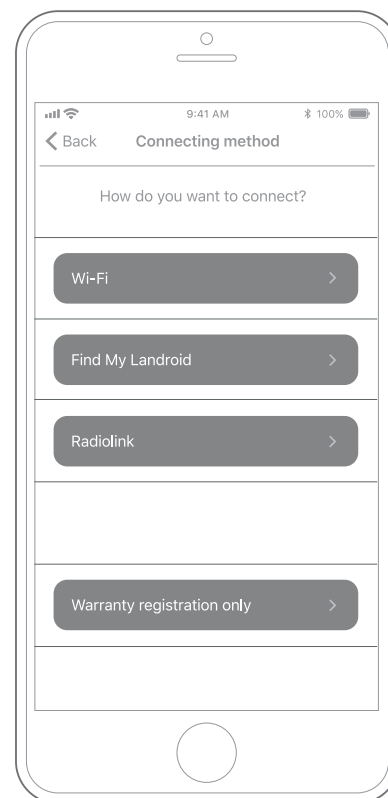 9:41 AM 100%
Back Connecting method
How do you want to connect?
Wi-Fi
Find My Landroid
Radiolink
Warranty registration only